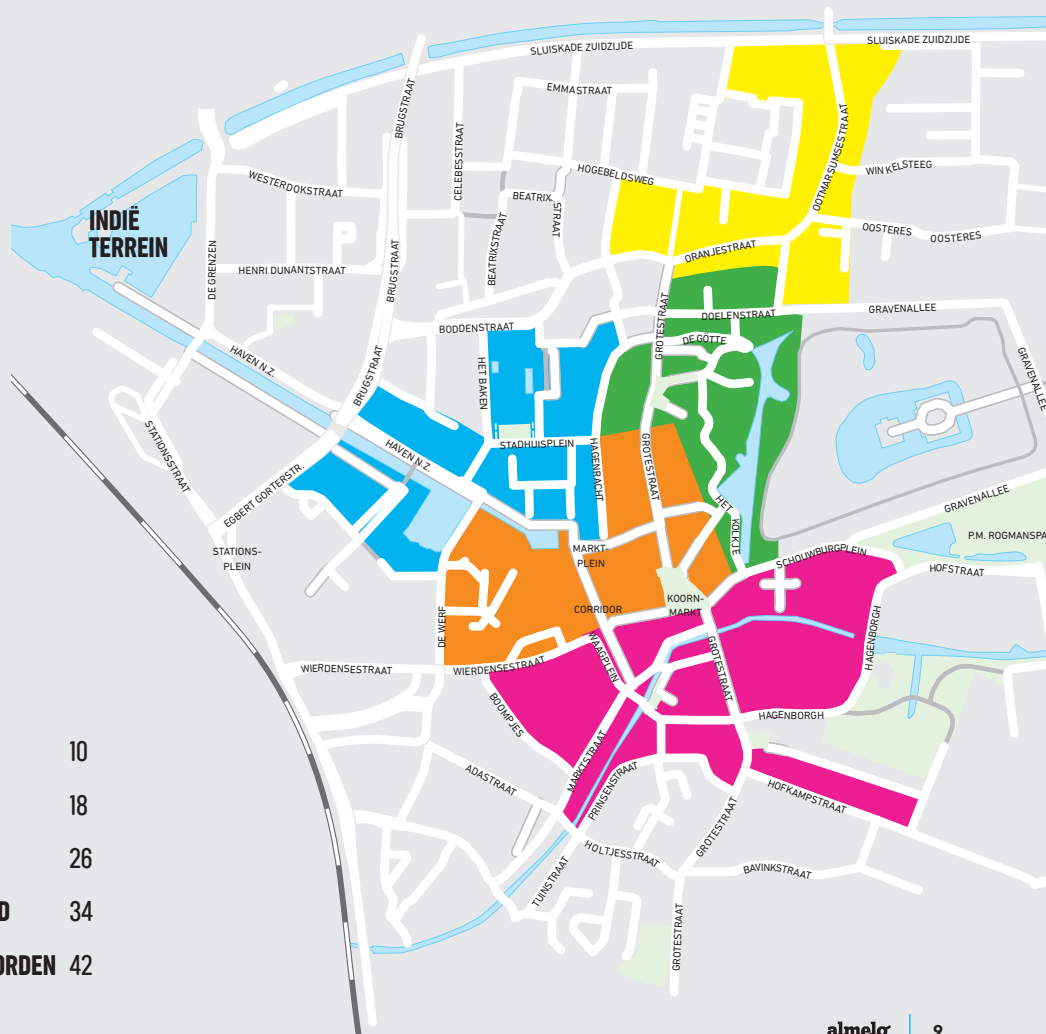 SLUISKADE ZUIDZIJDE
SLUISKADE ZUIDZIJDE
BRUGSTRAAT
EMMASTRAAT
CELEBESSTRAAT
OOTMARSUMSESTRAAT
HOGEBELDSWEG
WINKELSTEEG
WESTERDOKSTRAAT
BEATRIX
STRAAT
BEATRIXSTRAAT
INDIË
TERREIN
OOSTERES
OOSTERES
ORANJESTRAAT
DE GRENZEN
HENRI DUNANTSTRAAT
BRUGSTRAAT
GROTESTRAAT
GRAVENALLEE
DOELENSTRAAT
BODDENSTRAAT
DE GÖTTE
HAVEN N.Z.
BRUGSTRAAT
HET BAKEN
GRAVENALLEE
STATIONSSTRAAT
HAVEN N.Z.
STADHUISPLEIN
HAGENRACHT
GROTESTRAAT
EGBERT GORTERSTR.
GRAVENALLEE
HET
KOLKJE
P.M. ROGMANSPA
STATIONS-
PLEIN
MARKT-
PLEIN
SCHOUWBURGPLEIN
HOFSTRAAT
KOORN-
MARKT
CORRIDOR
DE WERF
WAAGPLEIN
GROTESTRAAT
HAGENBORGH
WIERDENSESTRAAT
WIERDENSESTRAAT
BOOMPJES
HAGENBORGH
MARKTSTRAAT
PRINSENSTRAAT
ADASTRAAT
HOFKAMPSTRAAT
GROTESTRAAT
HOLTJESSTRAAT
BAVINKSTRAAT
TUINSTRAAT
GROTESTRAAT
10
18
26
D 34
ORDEN 42
almelo 9